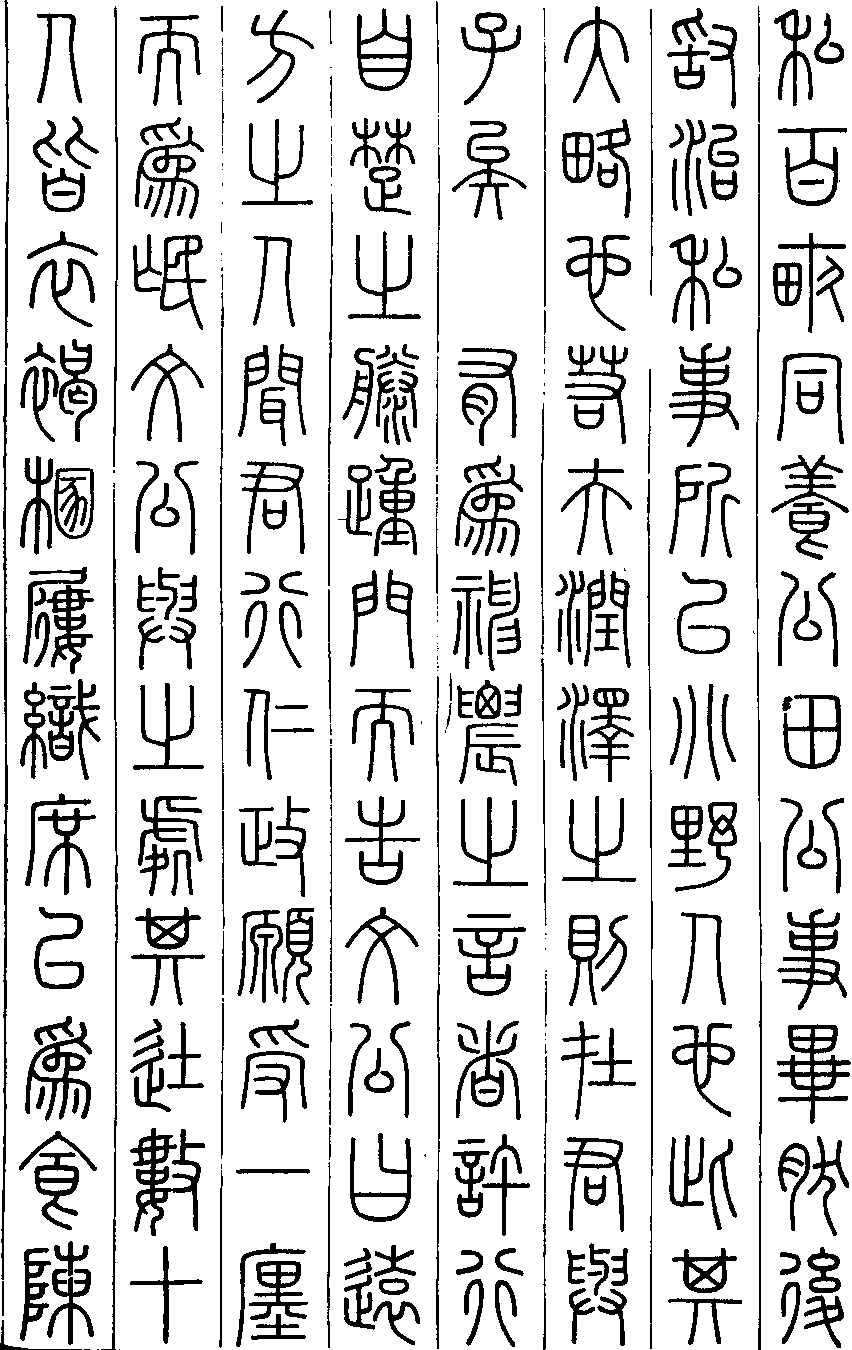 私百畝同養公田公事畢然後
敢治私事所以別野人也此其
大略也若夫潤澤之則在君與
子矣 有爲神農之言者許行
自楚之滕踵門而告文公曰遠
方之人聞君行仁政願受一廛
而爲氓文公與之處其徒數十
人皆衣褐捆屨織席以爲食陳